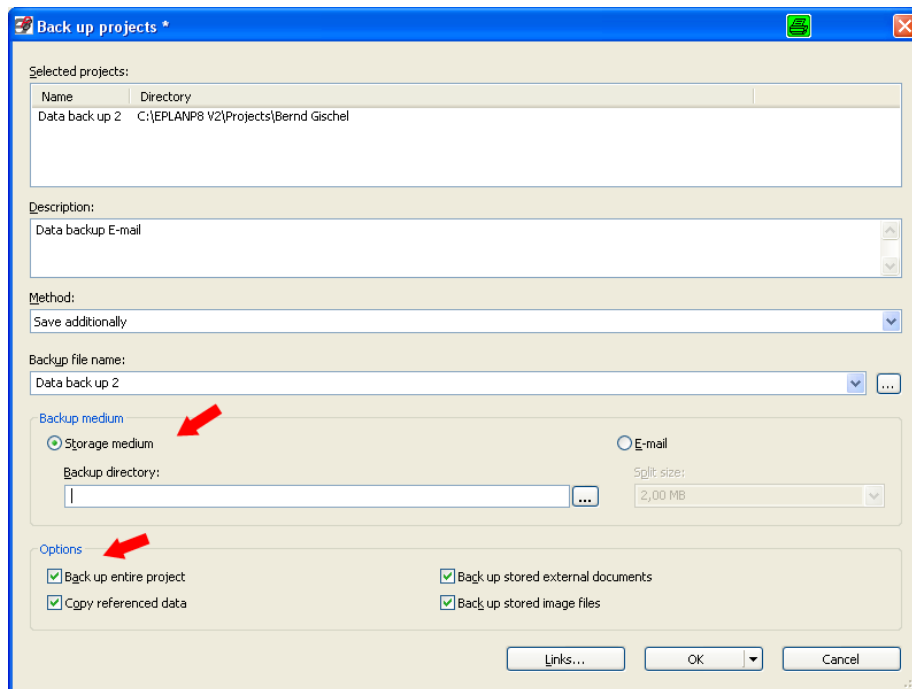 Back up projects *
Selected projects:
Name Directory
Data back up 2 C:\EPLANP8 V2\Projects\Bernd Gischel
Description:
Data backup E-mail
Method:
Save additionally
Backup file name:
Data back up 2
...
Backup medium
Storage medium
E-mail
Backup directory:
Split size:
...
2,00 MB
Options
Back up entire project
Back up stored external documents
Copy referenced data
Back up stored image files
Links...
OK
Cancel